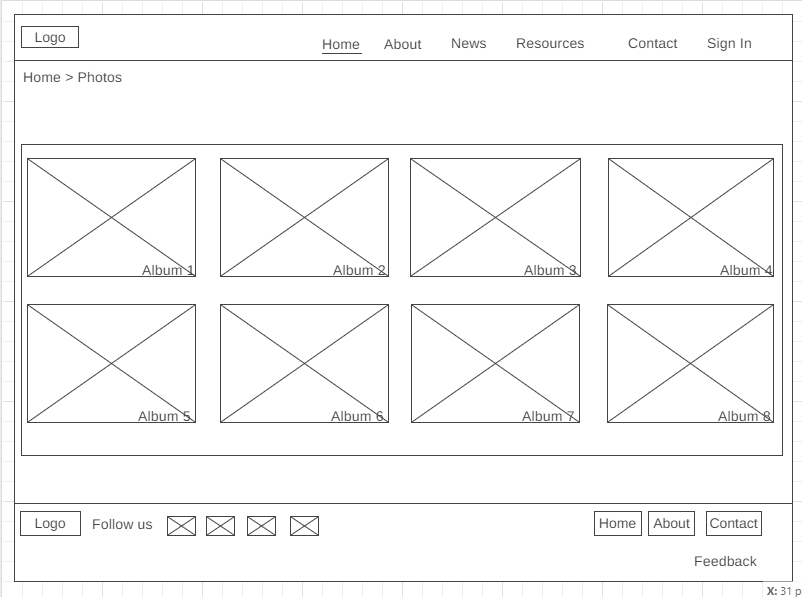 Logo
Home About News Resources Contact Sign In
Home > Photos
Album 1 Album 2 Album 3 Album 4
Album 5 Album 6 Album 7 Album 8
Logo Follow us Home About Contact
Feedback
X: 31 p